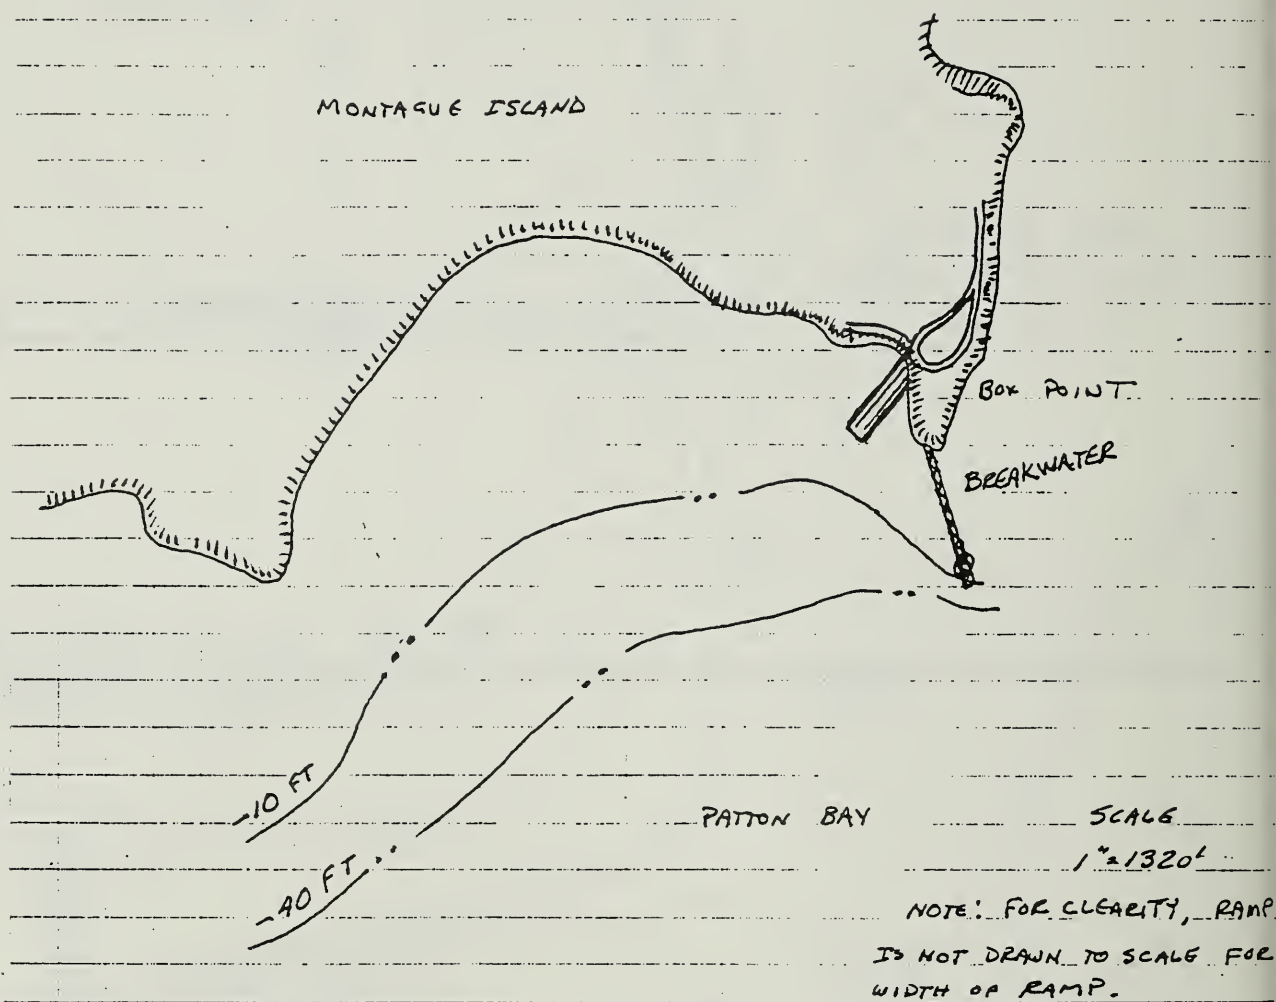 MONTAGUE ISLAND
BOX POINT
BREAKWATER
-10 FT
-40 FT
PATTON BAY
SCALE
1"=1320'
NOTE: FOR CLEARITY, RAMP
IS NOT DRAWN TO SCALE FOR
WIDTH OF RAMP.